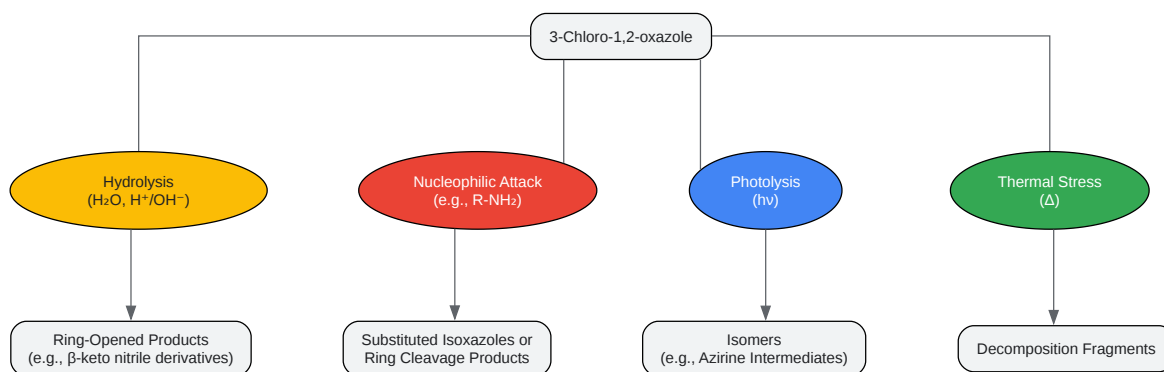 3-Chloro-1,2-oxazole
Hydrolysis
(H₂O, H⁺/OH⁻)
Nucleophilic Attack
(e.g., R-NH₂)
Photolysis
(hν)
Thermal Stress
(Δ)
Ring-Opened Products
(e.g., β-keto nitrile derivatives)
Substituted Isoxazoles or
Ring Cleavage Products
Isomers
(e.g., Azirine Intermediates)
Decomposition Fragments